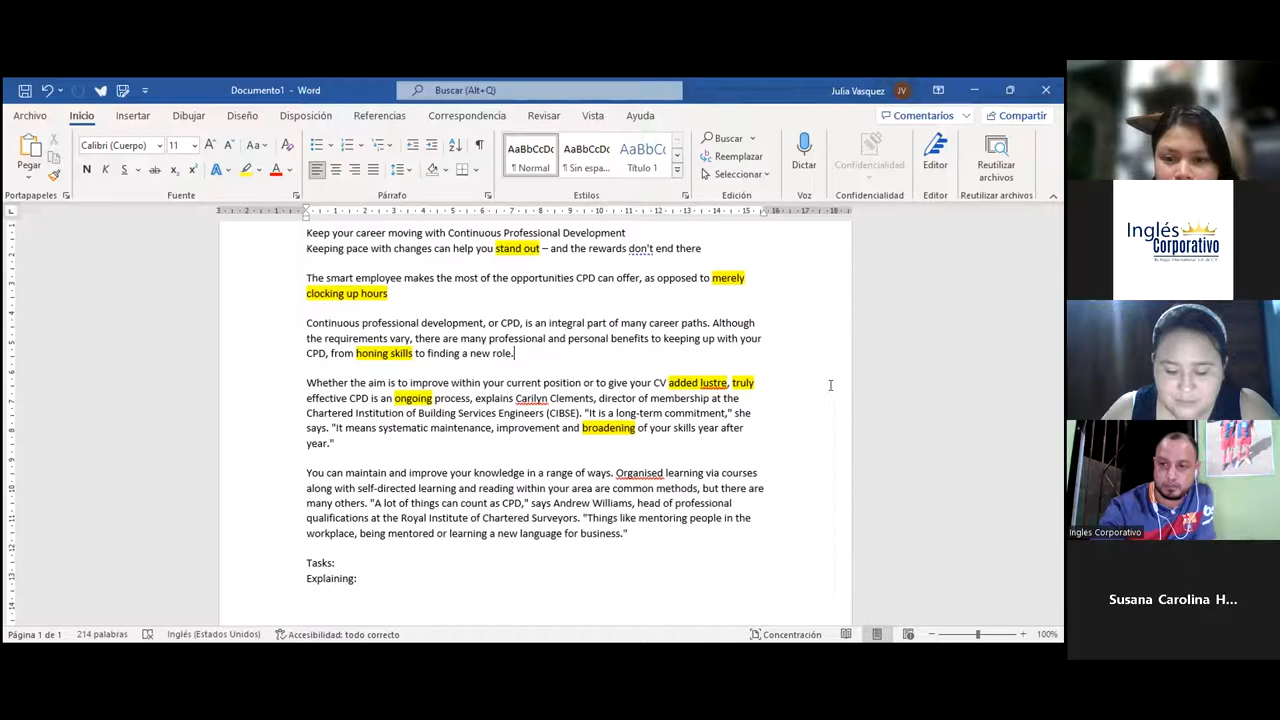 Documento1 - Word
Buscar (Alt+Q)
Julia Vasquez
JV
Archivo
Inicio
Insertar
Dibujar
Diseño
Disposición
Referencias
Correspondencia
Revisar
Vista
Ayuda
Comentarios
Compartir
Pegar
Calibri (Cuerpo)
11
N K S ab x₂ x²
AaBbCcDc
AaBbCcDc
AaBbCc
¶ Normal
¶ Sin espa...
Título 1
Buscar
Reemplazar
Seleccionar
Dictar
Confidencialidad
Editor
Reutilizar
archivos
Portapapeles
Fuente
Párrafo
Estilos
Edición
Voz
Confidencialidad
Editor
Reutilizar archivos
Keep your career moving with Continuous Professional Development
Keeping pace with changes can help you stand out – and the rewards don't end there
The smart employee makes the most of the opportunities CPD can offer, as opposed to merely
clocking up hours
Continuous professional development, or CPD, is an integral part of many career paths. Although
the requirements vary, there are many professional and personal benefits to keeping up with your
CPD, from honing skills to finding a new role.
Whether the aim is to improve within your current position or to give your CV added lustre, truly
effective CPD is an ongoing process, explains Carilyn Clements, director of membership at the
Chartered Institution of Building Services Engineers (CIBSE). "It is a long-term commitment," she
says. "It means systematic maintenance, improvement and broadening of your skills year after
year."
You can maintain and improve your knowledge in a range of ways. Organised learning via courses
along with self-directed learning and reading within your area are common methods, but there are
many others. "A lot of things can count as CPD," says Andrew Williams, head of professional
qualifications at the Royal Institute of Chartered Surveyors. "Things like mentoring people in the
workplace, being mentored or learning a new language for business."
Tasks:
Explaining:
Página 1 de 1
214 palabras
Inglés (Estados Unidos)
Accesibilidad: todo correcto
Concentración
100%
Inglés
Corporativo
Ingles Corporativo
Susana Carolina H...